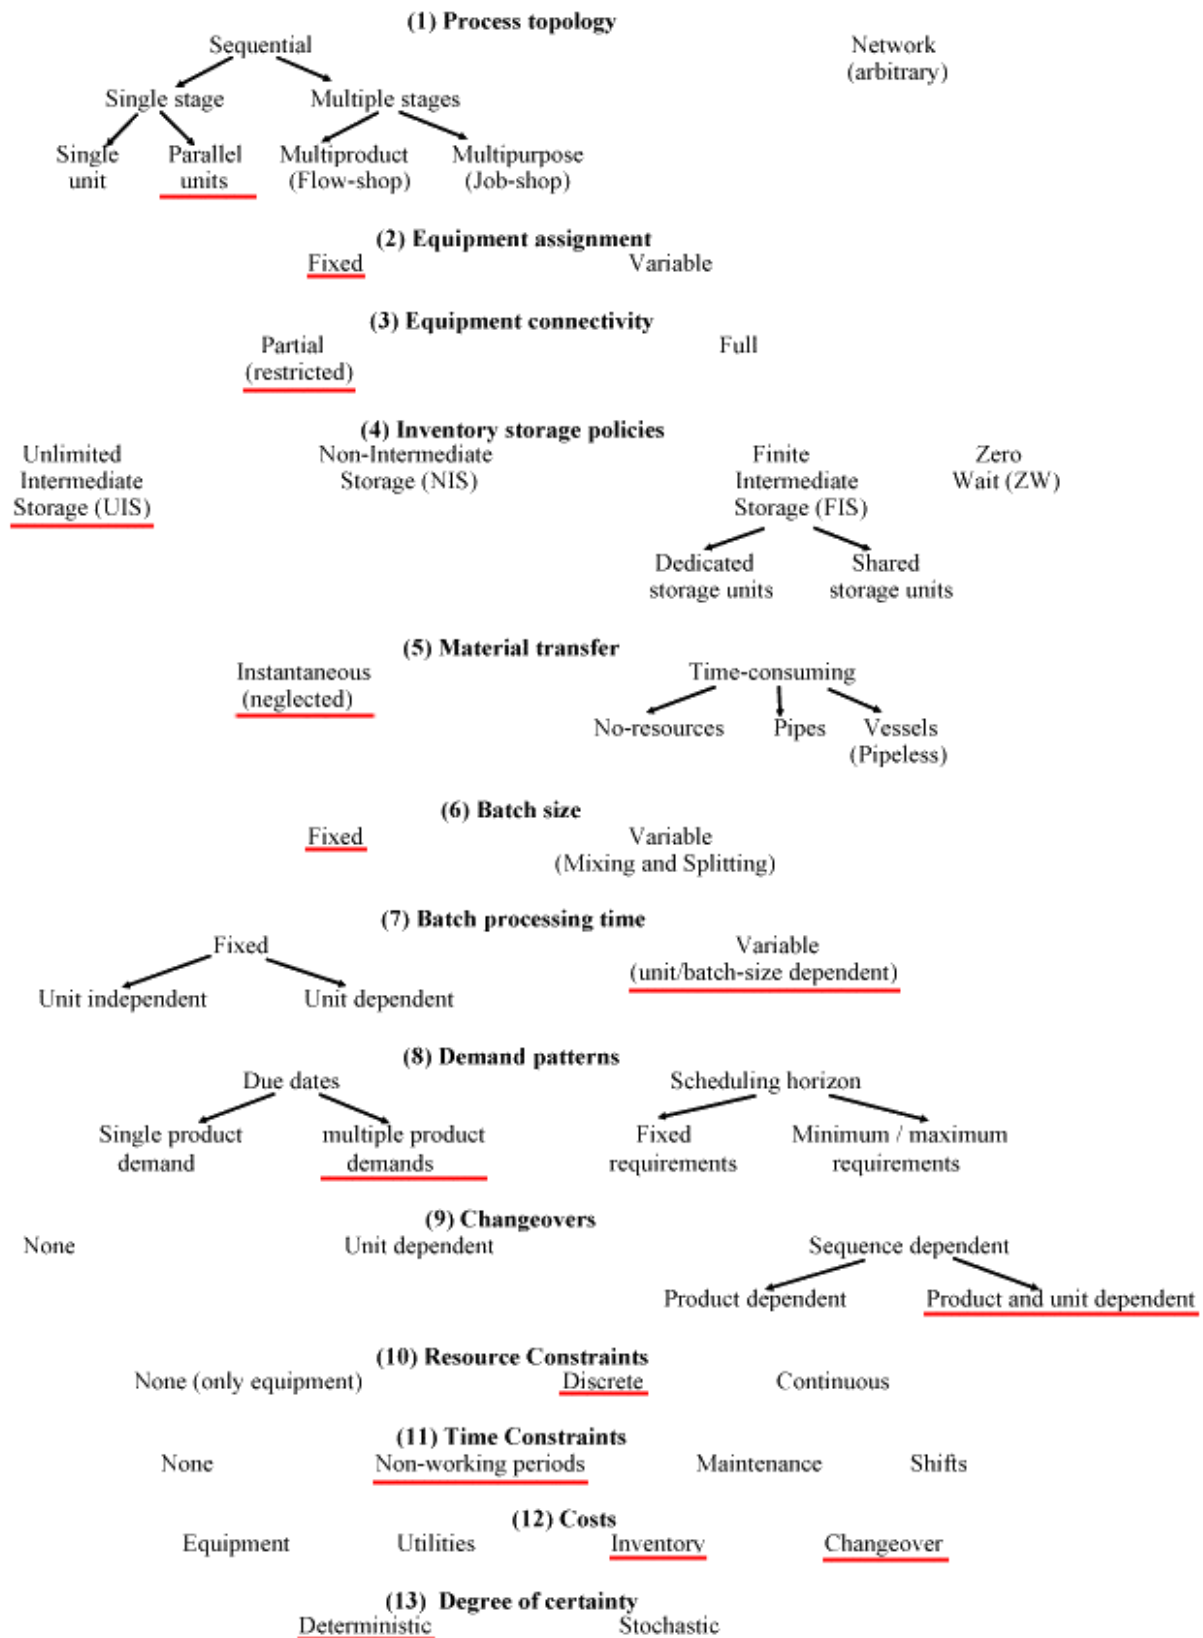 (1) Process topology
Sequential Network
(arbitrary)
Single stage Multiple stages
Single Parallel Multiproduct Multipurpose
unit units (Flow-shop) (Job-shop)
(2) Equipment assignment
Fixed Variable
(3) Equipment connectivity
Partial Full
(restricted)
(4) Inventory storage policies
Unlimited Non-Intermediate Finite Zero
Intermediate Storage (NIS) Intermediate Wait (ZW)
Storage (UIS) Storage (FIS)
Dedicated Shared
storage units storage units
(5) Material transfer
Instantaneous Time-consuming
(neglected)
No-resources Pipes Vessels
(Pipeless)
(6) Batch size
Fixed Variable
(Mixing and Splitting)
(7) Batch processing time
Fixed Variable
(unit/batch-size dependent)
Unit independent Unit dependent
(8) Demand patterns
Due dates Scheduling horizon
Single product multiple product Fixed Minimum / maximum
demand demands requirements requirements
(9) Changeovers
None Unit dependent Sequence dependent
Product dependent Product and unit dependent
(10) Resource Constraints
None (only equipment) Discrete Continuous
(11) Time Constraints
None Non-working periods Maintenance Shifts
(12) Costs
Equipment Utilities Inventory Changeover
(13) Degree of certainty
Deterministic Stochastic